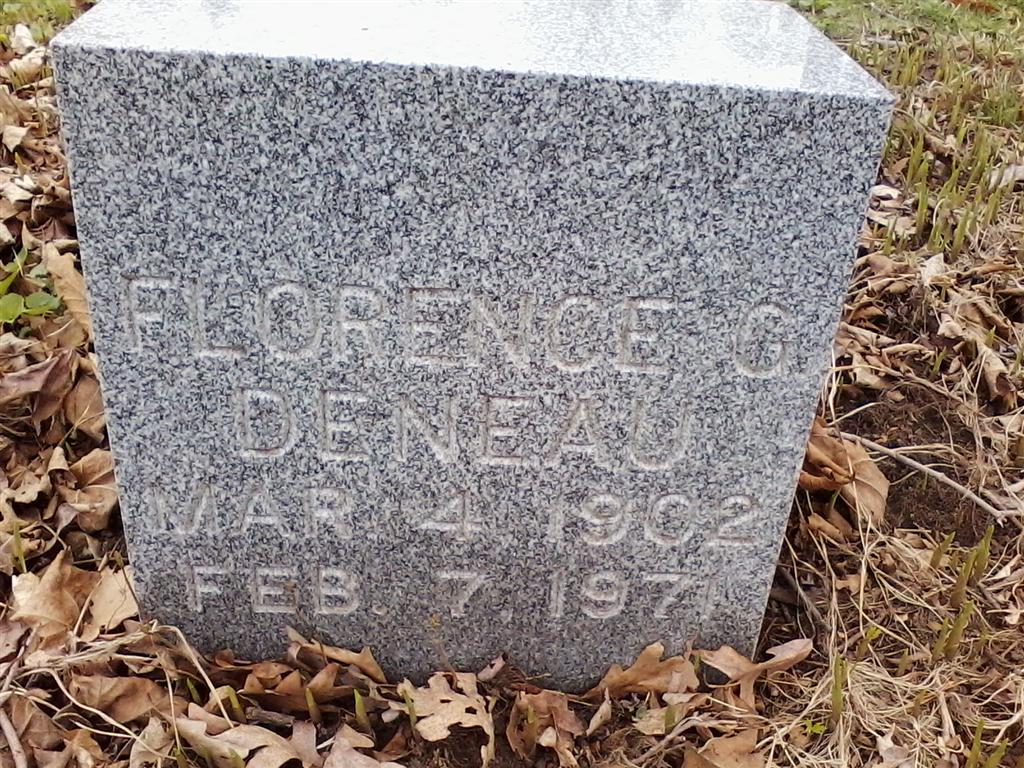 FLORENCE G.
DENEAU
MAR. 4, 1902
FEB. 7, 1971